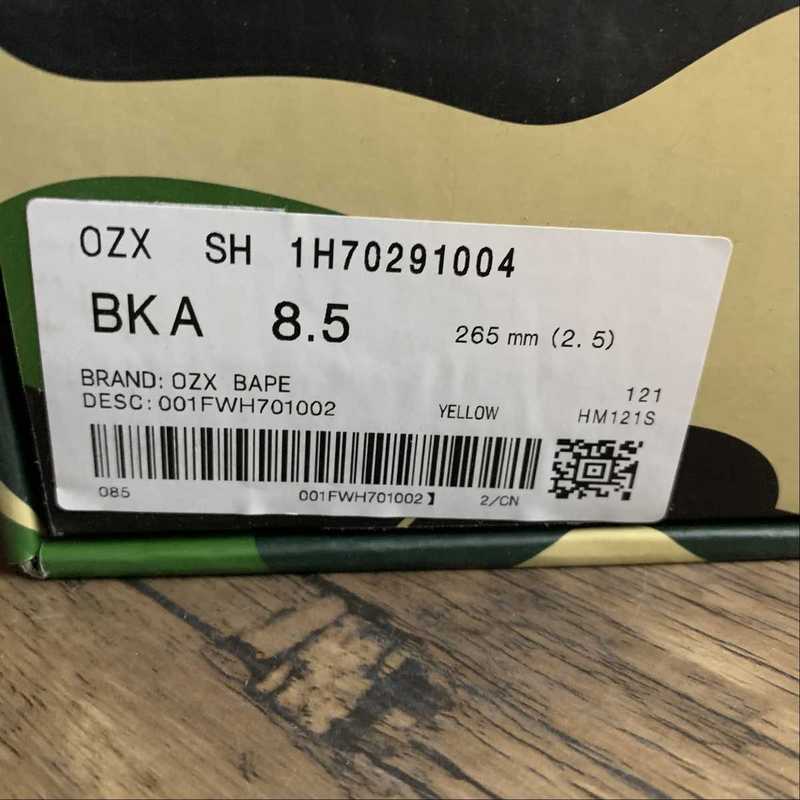 OZX SH 1H70291004
BKA 8.5 265 mm (2.5)
BRAND: OZX BAPE
121
DESC: 001FWH701002 YELLOW HM121S
085 001FWH701002】 2/CN